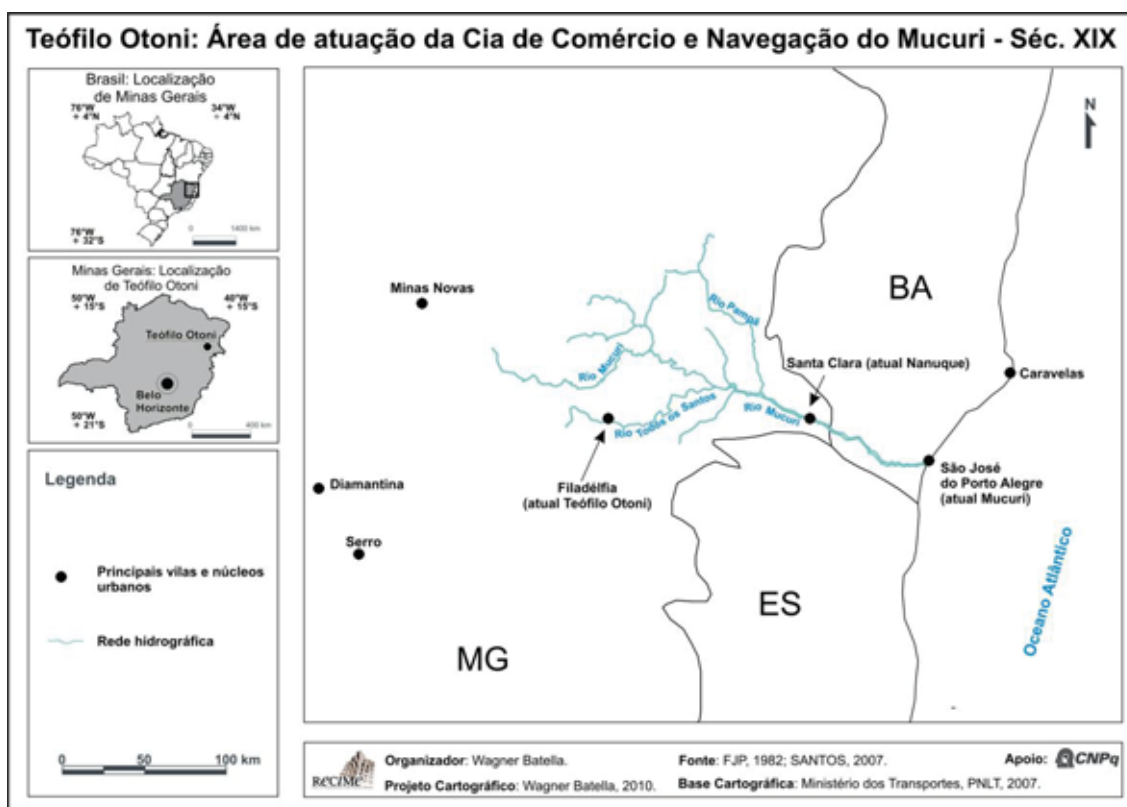 Teófilo Otoni: Área de atuação da Cia de Comércio e Navegação do Mucuri - Séc. XIX
Brasil: Localização
de Minas Gerais
76°W
+ 4°N
34°W
+ 4°N
76°W
+ 32°S
0 1400 km
Minas Gerais: Localização
de Teófilo Otoni
50°W
+ 15°S
40°W
+ 15°S
Teófilo Otoni
Belo
Horizonte
50°W
+ 21°S
0 400 km
Legenda
Principais vilas e núcleos
urbanos
Rede hidrográfica
0 50 100 km
N
BA
Minas Novas
Rio Pampã
Santa Clara (atual Nanuque)
Caravelas
Rio Mucuri
Rio Todos os Santos
Rio Mucuri
São José
do Porto Alegre
(atual Mucuri)
Filadélfia
(atual Teófilo Otoni)
Diamantina
Serro
ES
MG
Oceano Atlântico
ReCiMe
Organizador: Wagner Batella.
Fonte: FJP, 1982; SANTOS, 2007.
Apoio: CNPq
Projeto Cartográfico: Wagner Batella, 2010.
Base Cartográfica: Ministério dos Transportes, PNLT, 2007.